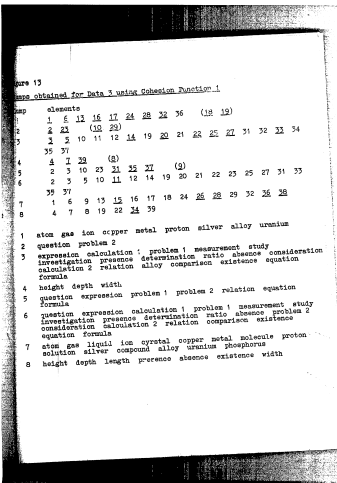 gure 13
umps obtained for Data 3 using Cohesion Function 1
ump elements
1 1 6 13 16 17 24 28 32 36 (18 19)
2 2 23 (10 29)
3 3 5 10 11 12 14 19 20 21 22 25 27 31 32 33 34
35 37
4 4 7 39 (8)
5 2 3 10 23 31 35 37 (9)
6 2 3 5 10 11 12 14 19 20 21 22 23 25 27 31 33
35 37
7 1 6 9 13 15 16 17 18 24 26 28 29 32 36 38
8 4 7 8 19 22 34 39
1 atom gas ion copper metal proton silver alloy uranium
2 question problem 2
3 expression calculation 1 problem 1 measurement study
investigation presence determination ratio absence consideration
calculation 2 relation alloy comparison existence equation
formula
4 height depth width
5 question expression problem 1 problem 2 relation equation
formula
6 question expression calculation 1 problem 1 measurement study
investigation presence determination ratio absence problem 2
consideration calculation 2 relation comparison existence
equation formula
7 atom gas liquid ion cyrstal copper metal molecule proton
solution silver compound alloy uranium phosphorus
8 height depth length presence absence existence width